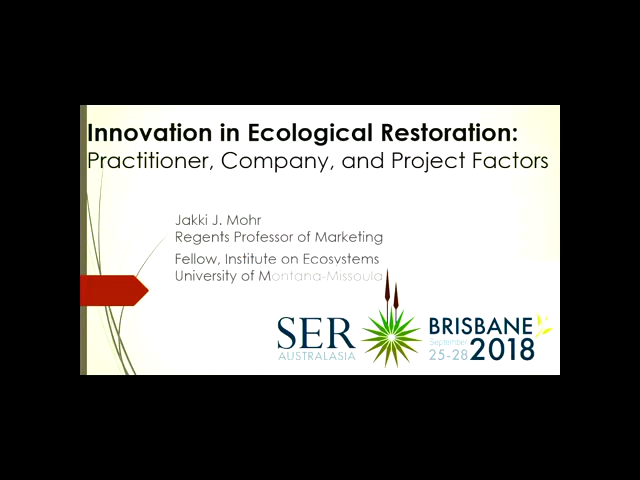 Innovation in Ecological Restoration:
Practitioner, Company, and Project Factors
Jakki J. Mohr
Regents Professor of Marketing
Fellow, Institute on Ecosystems
University of Montana-Missoula
SER
AUSTRALASIA
BRISBANE
September
25-28 2018